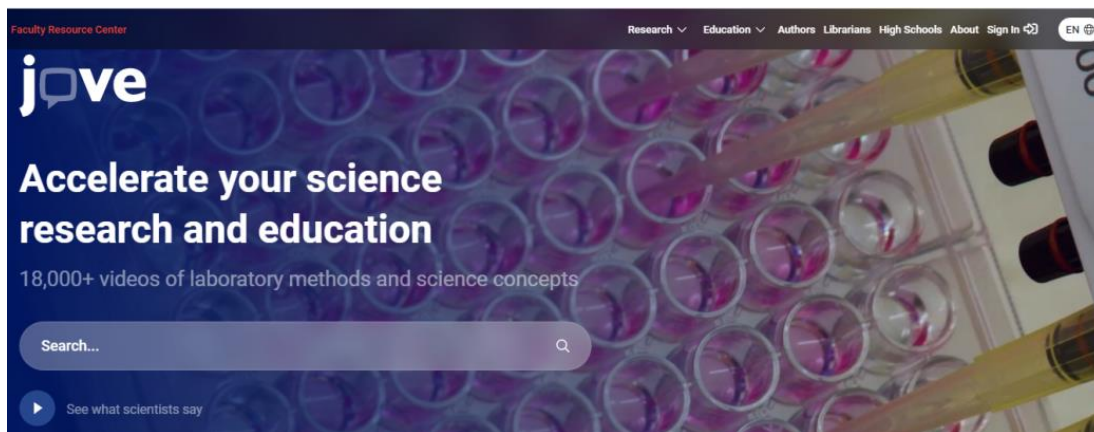 Faculty Resource Center
Research Education Authors Librarians High Schools About Sign In EN
jove
Accelerate your science
research and education
18,000+ videos of laboratory methods and science concepts
Search...
See what scientists say